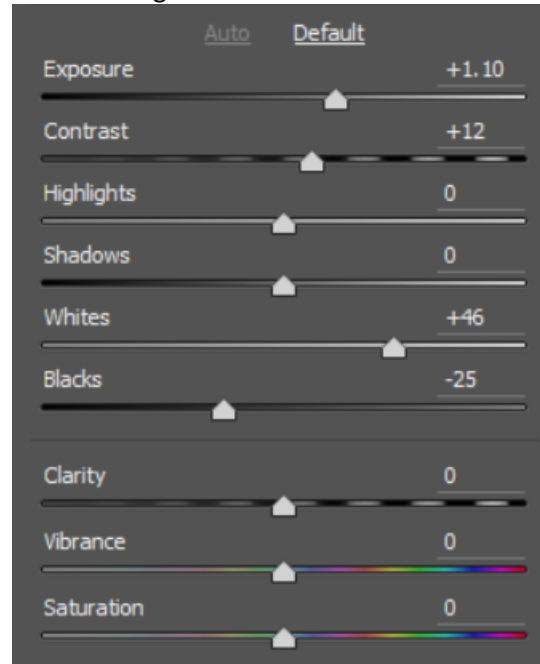 Auto Default
Exposure +1.10
Contrast +12
Highlights 0
Shadows 0
Whites +46
Blacks -25
Clarity 0
Vibrance 0
Saturation 0